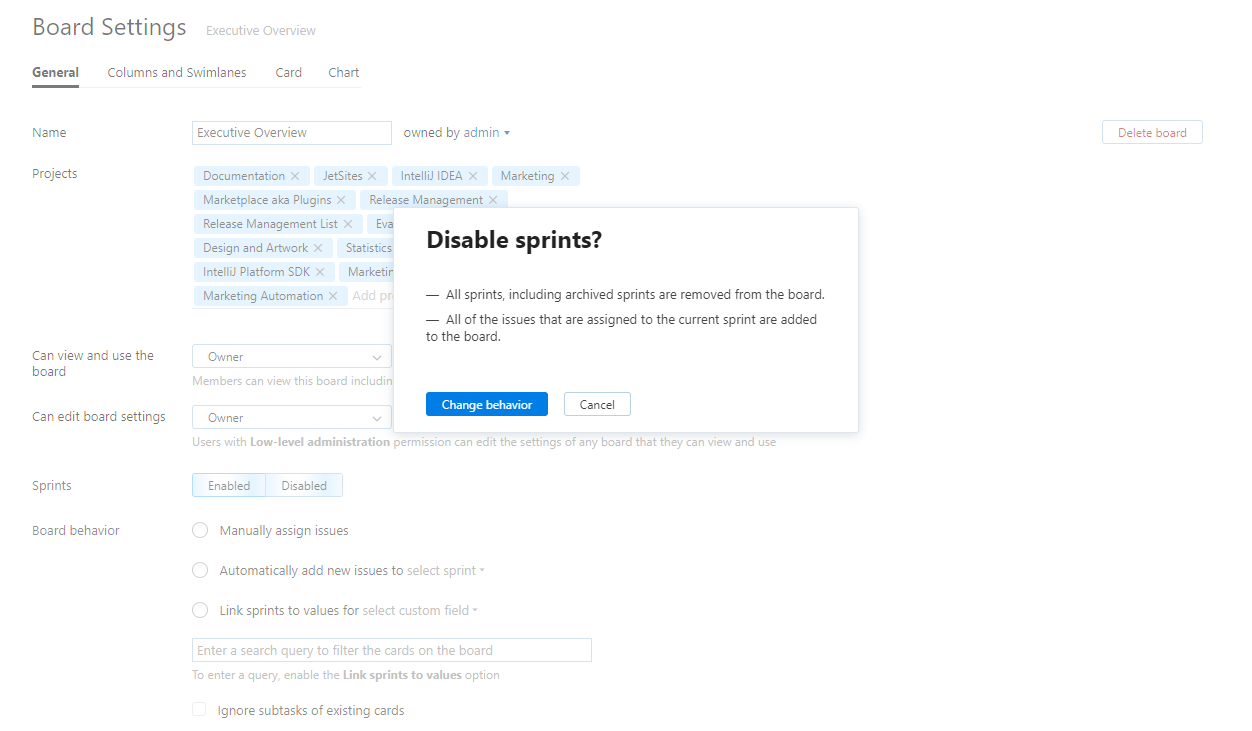 Board Settings Executive Overview
General Columns and Swimlanes Card Chart
Name Executive Overview owned by admin Delete board
Projects Documentation JetSites IntelliJ IDEA Marketing
Marketplace aka Plugins Release Management
Release Management List Eva
Design and Artwork Statistics
IntelliJ Platform SDK Marketin
Marketing Automation Add pr
Disable sprints?
— All sprints, including archived sprints are removed from the board.
— All of the issues that are assigned to the current sprint are added
to the board.
Change behavior Cancel
Can view and use the
board
Owner
Members can view this board includin
Can edit board settings Owner
Users with Low-level administration permission can edit the settings of any board that they can view and use
Sprints Enabled Disabled
Board behavior Manually assign issues
Automatically add new issues to select sprint
Link sprints to values for select custom field
Enter a search query to filter the cards on the board
To enter a query, enable the Link sprints to values option
Ignore subtasks of existing cards